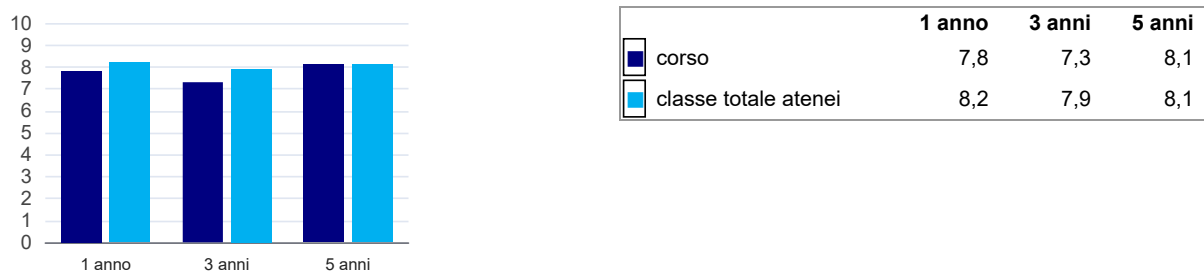 10
9
8
7
6
5
4
3
2
1
0
1 anno 3 anni 5 anni
1 anno 3 anni 5 anni
corso 7,8 7,3 8,1
classe totale atenei 8,2 7,9 8,1